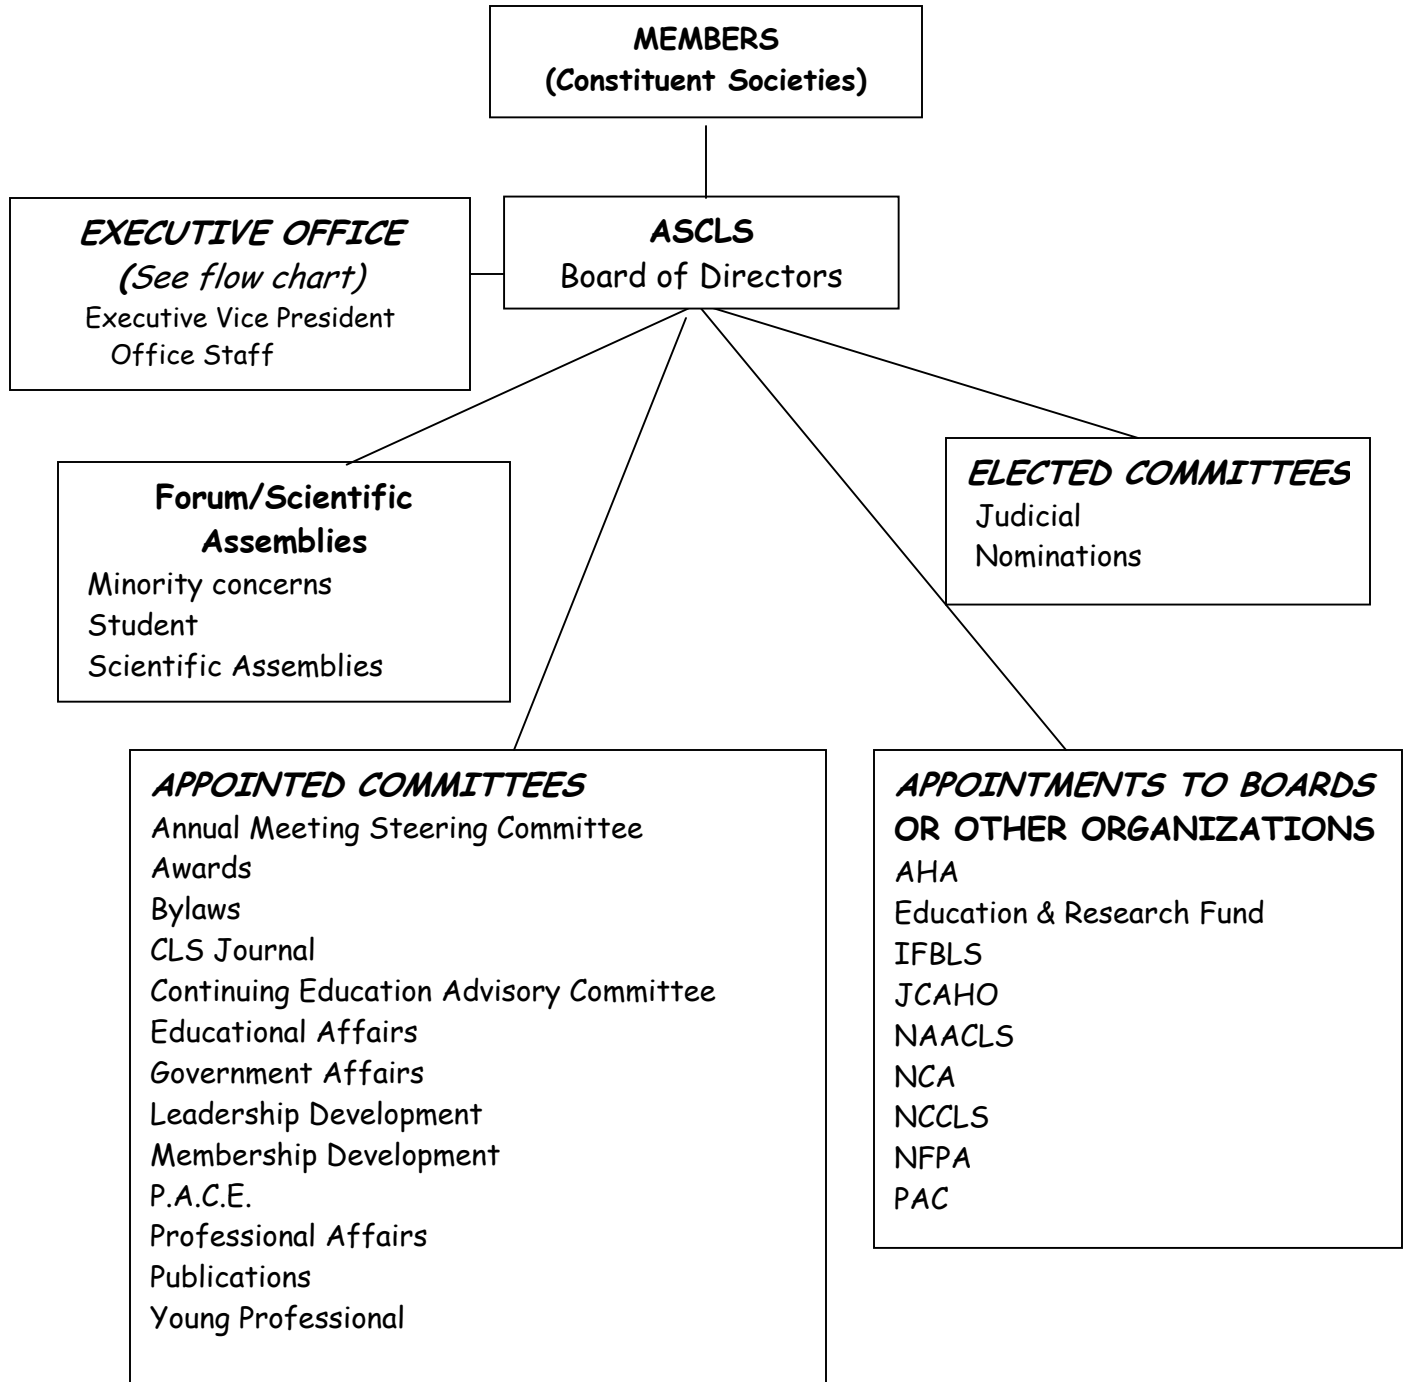 MEMBERS
(Constituent Societies)
EXECUTIVE OFFICE
(See flow chart)
Executive Vice President
Office Staff
ASCLS
Board of Directors
Forum/Scientific
Assemblies
Minority concerns
Student
Scientific Assemblies
ELECTED COMMITTEES
Judicial
Nominations
APPOINTED COMMITTEES
Annual Meeting Steering Committee
Awards
Bylaws
CLS Journal
Continuing Education Advisory Committee
Educational Affairs
Government Affairs
Leadership Development
Membership Development
P.A.C.E.
Professional Affairs
Publications
Young Professional
APPOINTMENTS TO BOARDS
OR OTHER ORGANIZATIONS
AHA
Education & Research Fund
IFBLS
JCAHO
NAACLS
NCA
NCCLS
NFPA
PAC